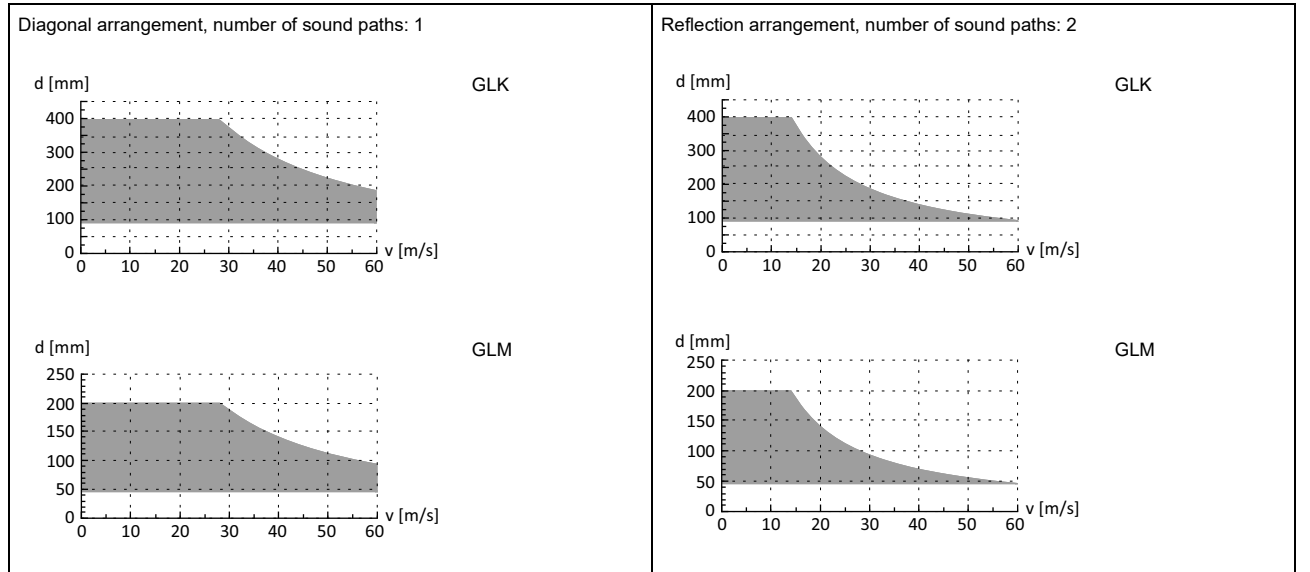 Diagonal arrangement, number of sound paths: 1
d [mm]
GLK
400
300
200
100
0
v [m/s]
0 10 20 30 40 50 60
d [mm]
GLM
250
200
150
100
50
0
v [m/s]
0 10 20 30 40 50 60
Reflection arrangement, number of sound paths: 2
d [mm]
GLK
400
300
200
100
0
v [m/s]
0 10 20 30 40 50 60
d [mm]
GLM
250
200
150
100
50
0
v [m/s]
0 10 20 30 40 50 60